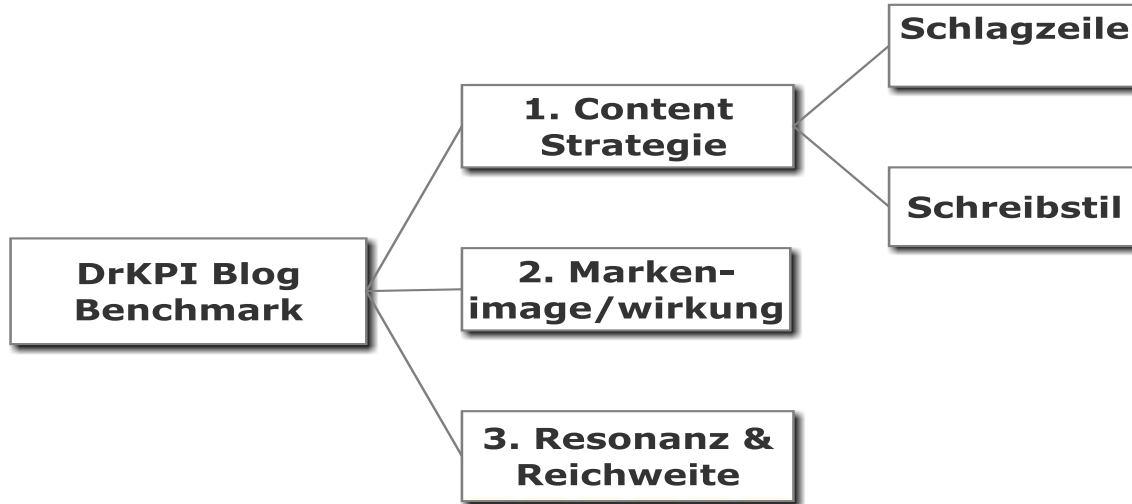 DrKPI Blog
Benchmark
1. Content
Strategie
Schlagzeile
Schreibstil
2. Marken-
image/wirkung
3. Resonanz &
Reichweite